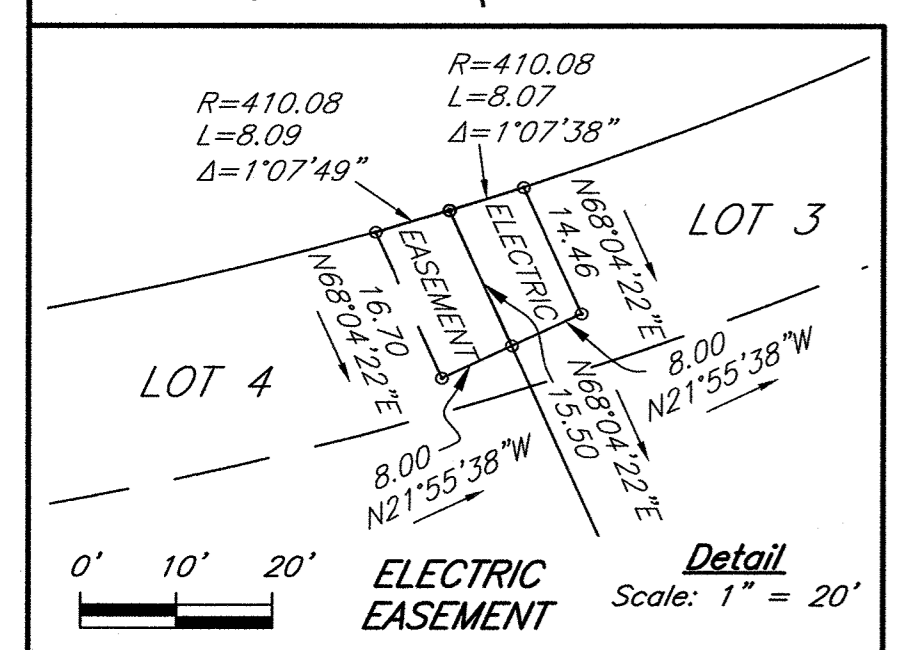 R=410.08
L=8.09
Δ=1°07'49"
R=410.08
L=8.07
Δ=1°07'38"
LOT 3
N68°04'22"E
14.46
ELECTRIC
EASEMENT
16.70
N68°04'22"E
LOT 4
8.00
N21°55'38"W
15.50
N68°04'22"E
8.00
N21°55'38"W
0' 10' 20'
ELECTRIC
EASEMENT
Detail
Scale: 1" = 20'